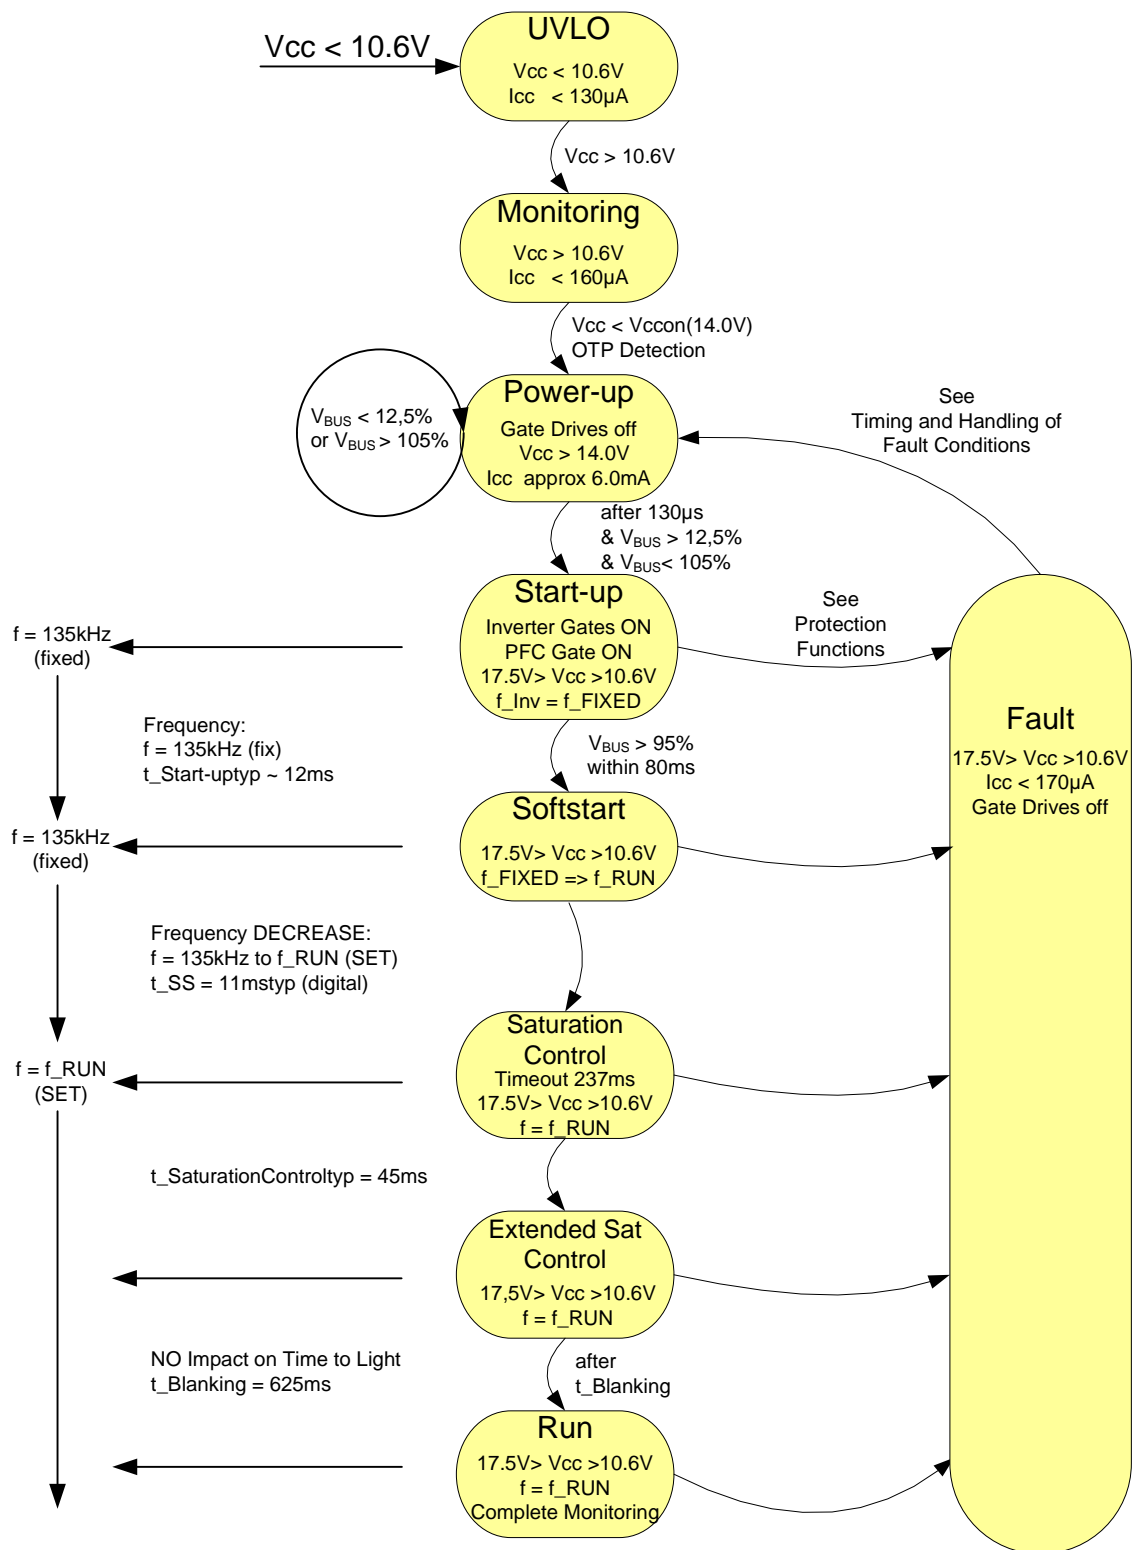 UVLO
Vcc < 10.6V
Vcc < 10.6V
Icc < 130µA
Vcc > 10.6V
Monitoring
Vcc > 10.6V
Icc < 160µA
Vcc < Vccon(14.0V)
OTP Detection
Power-up
Gate Drives off
Vcc > 14.0V
Icc approx 6.0mA
VBUS < 12,5%
or VBUS > 105%
See
Timing and Handling of
Fault Conditions
after 130µs
& VBUS > 12,5%
& VBUS< 105%
Start-up
Inverter Gates ON
PFC Gate ON
17.5V> Vcc >10.6V
f_Inv = f_FIXED
See
Protection
Functions
f = 135kHz
(fixed)
Frequency:
f = 135kHz (fix)
t_Start-uptyp ~ 12ms
VBUS > 95%
within 80ms
Fault
17.5V> Vcc >10.6V
Icc < 170µA
Gate Drives off
Softstart
17.5V> Vcc >10.6V
f_FIXED => f_RUN
f = 135kHz
(fixed)
Frequency DECREASE:
f = 135kHz to f_RUN (SET)
t_SS = 11mstyp (digital)
Saturation
Control
Timeout 237ms
17.5V> Vcc >10.6V
f = f_RUN
f = f_RUN
(SET)
t_SaturationControltyp = 45ms
Extended Sat
Control
17,5V> Vcc >10.6V
f = f_RUN
NO Impact on Time to Light
t_Blanking = 625ms
after
t_Blanking
Run
17.5V> Vcc >10.6V
f = f_RUN
Complete Monitoring